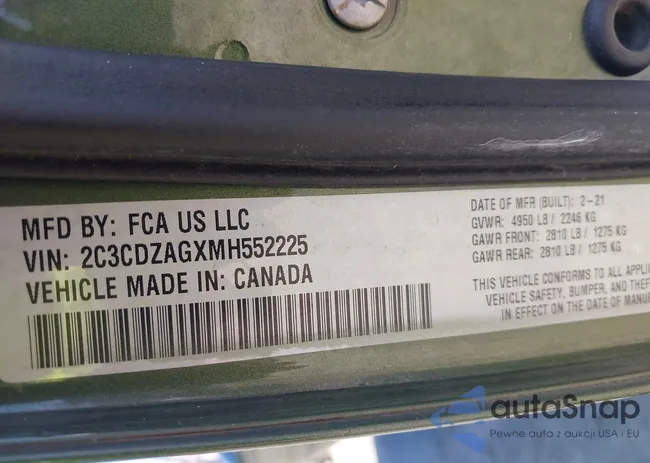 MFD BY: FCA US LLC
VIN: 2C3CDZAGXMH552225
VEHICLE MADE IN: CANADA
DATE OF MFR (BUILT): 2-21
GVWR: 4950 LB / 2246 KG
GAWR FRONT: 2810 LB / 1275 KG
GAWR REAR: 2810 LB / 1275 KG
THIS VEHICLE CONFORMS TO ALL APPL
VEHICLE SAFETY, BUMPER, AND THEF
IN EFFECT ON THE DATE OF MANU
autoSnap
Pewne auta z aukcji USA i EU